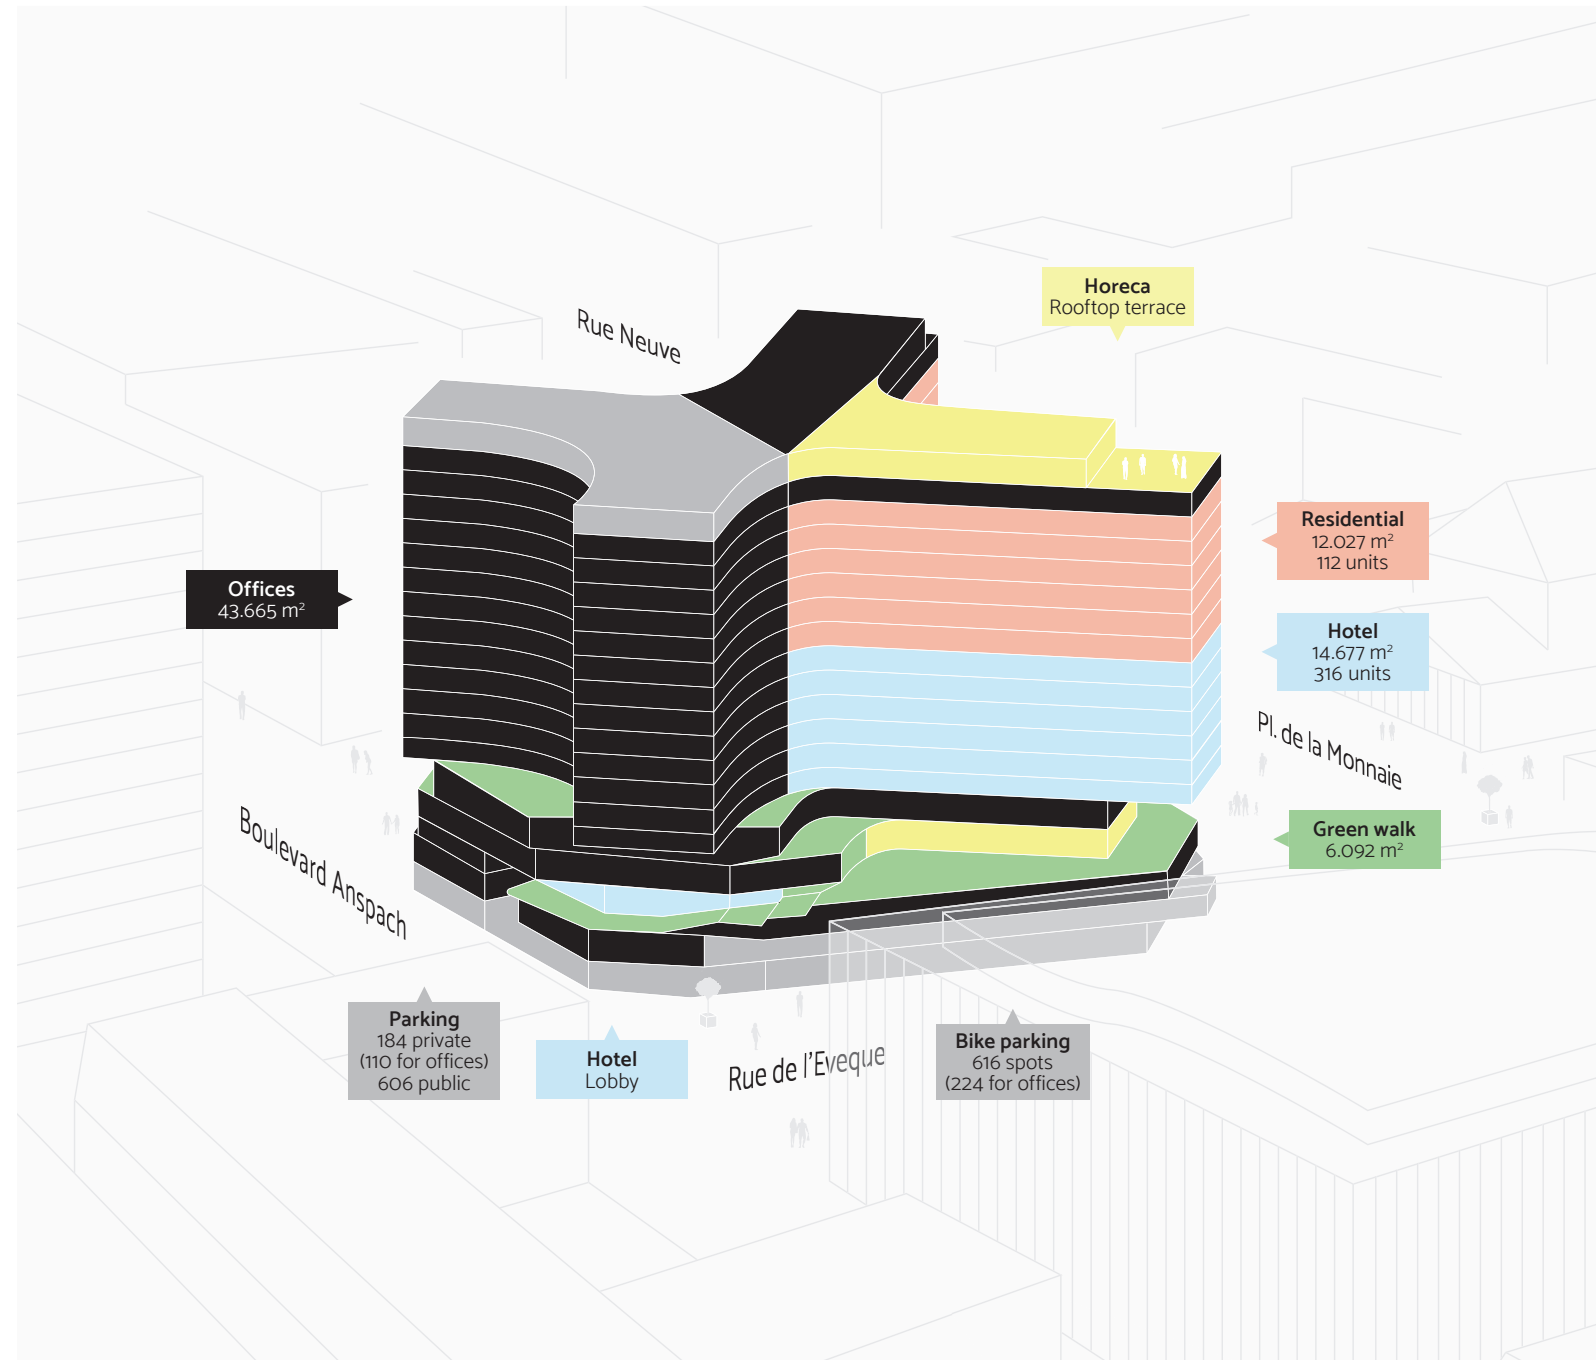 Horeca
Rooftop terrace
Rue Neuve
Residential
12.027 m²
112 units
Offices
43.665 m²
Hotel
14.677 m²
316 units
Pl. de la Monnaie
Green walk
6.092 m²
Boulevard Anspach
Parking
184 private
(110 for offices)
606 public
Hotel
Lobby
Rue de l'Eveque
Bike parking
616 spots
(224 for offices)